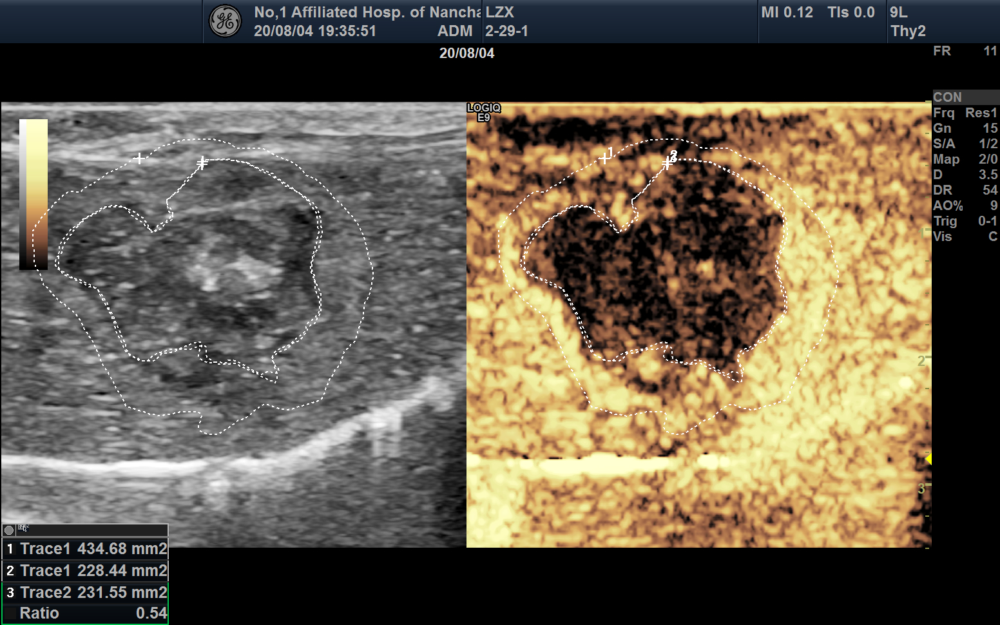 No,1 Affiliated Hosp. of Nancha
LZX
MI 0.12 TIs 0.0
9L
20/08/04 19:35:51 ADM
2-29-1
Thy2
20/08/04
FR 11
CON
Frq Res1
Gn 15
S/A 1/2
Map 2/0
D 3.5
DR 54
AO% 9
Trig 0-1
Vis C
LOGIQ
E9
GE
1
2
1
2
3
1 Trace1 434.68 mm2
2 Trace1 228.44 mm2
3 Trace2 231.55 mm2
Ratio 0.54